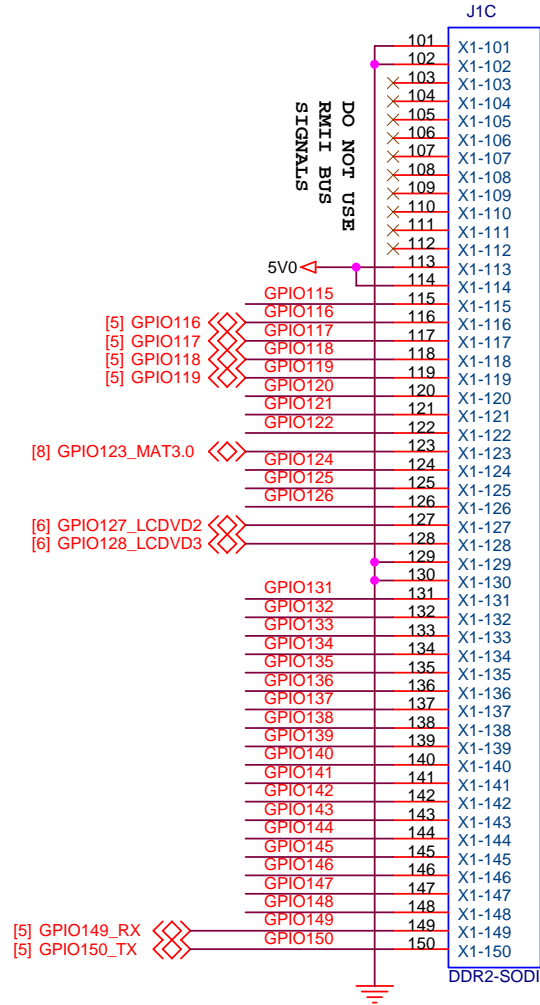 J1C
101 X1-101
102 X1-102
103 X1-103
104 X1-104
105 X1-105
106 X1-106
107 X1-107
108 X1-108
109 X1-109
110 X1-110
111 X1-111
112 X1-112
DO NOT USE
RMII BUS
SIGNALS
5V0 113 X1-113
114 X1-114
GPIO115 115 X1-115
[5] GPIO116 GPIO116 116 X1-116
[5] GPIO117 GPIO117 117 X1-117
[5] GPIO118 GPIO118 118 X1-118
[5] GPIO119 GPIO119 119 X1-119
GPIO120 120 X1-120
GPIO121 121 X1-121
GPIO122 122 X1-122
[8] GPIO123_MAT3.0 123 X1-123
GPIO124 124 X1-124
GPIO125 125 X1-125
GPIO126 126 X1-126
[6] GPIO127_LCDVD2 127 X1-127
[6] GPIO128_LCDVD3 128 X1-128
129 X1-129
130 X1-130
GPIO131 131 X1-131
GPIO132 132 X1-132
GPIO133 133 X1-133
GPIO134 134 X1-134
GPIO135 135 X1-135
GPIO136 136 X1-136
GPIO137 137 X1-137
GPIO138 138 X1-138
GPIO139 139 X1-139
GPIO140 140 X1-140
GPIO141 141 X1-141
GPIO142 142 X1-142
GPIO143 143 X1-143
GPIO144 144 X1-144
GPIO145 145 X1-145
GPIO146 146 X1-146
GPIO147 147 X1-147
GPIO148 148 X1-148
[5] GPIO149_RX GPIO149 149 X1-149
[5] GPIO150_TX GPIO150 150 X1-150
DDR2-SODI